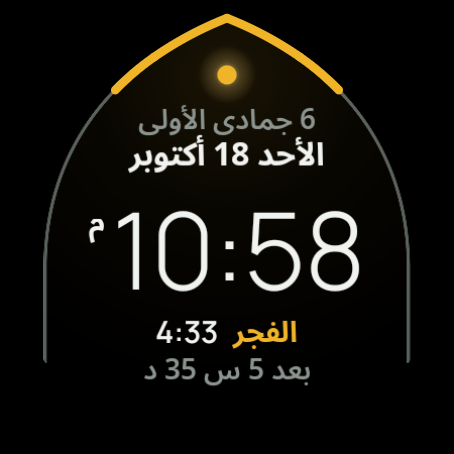 6 جمادى الأولى
الأحد 18 أكتوبر
10:58 م
الفجر 4:33
بعد 5 س 35 د